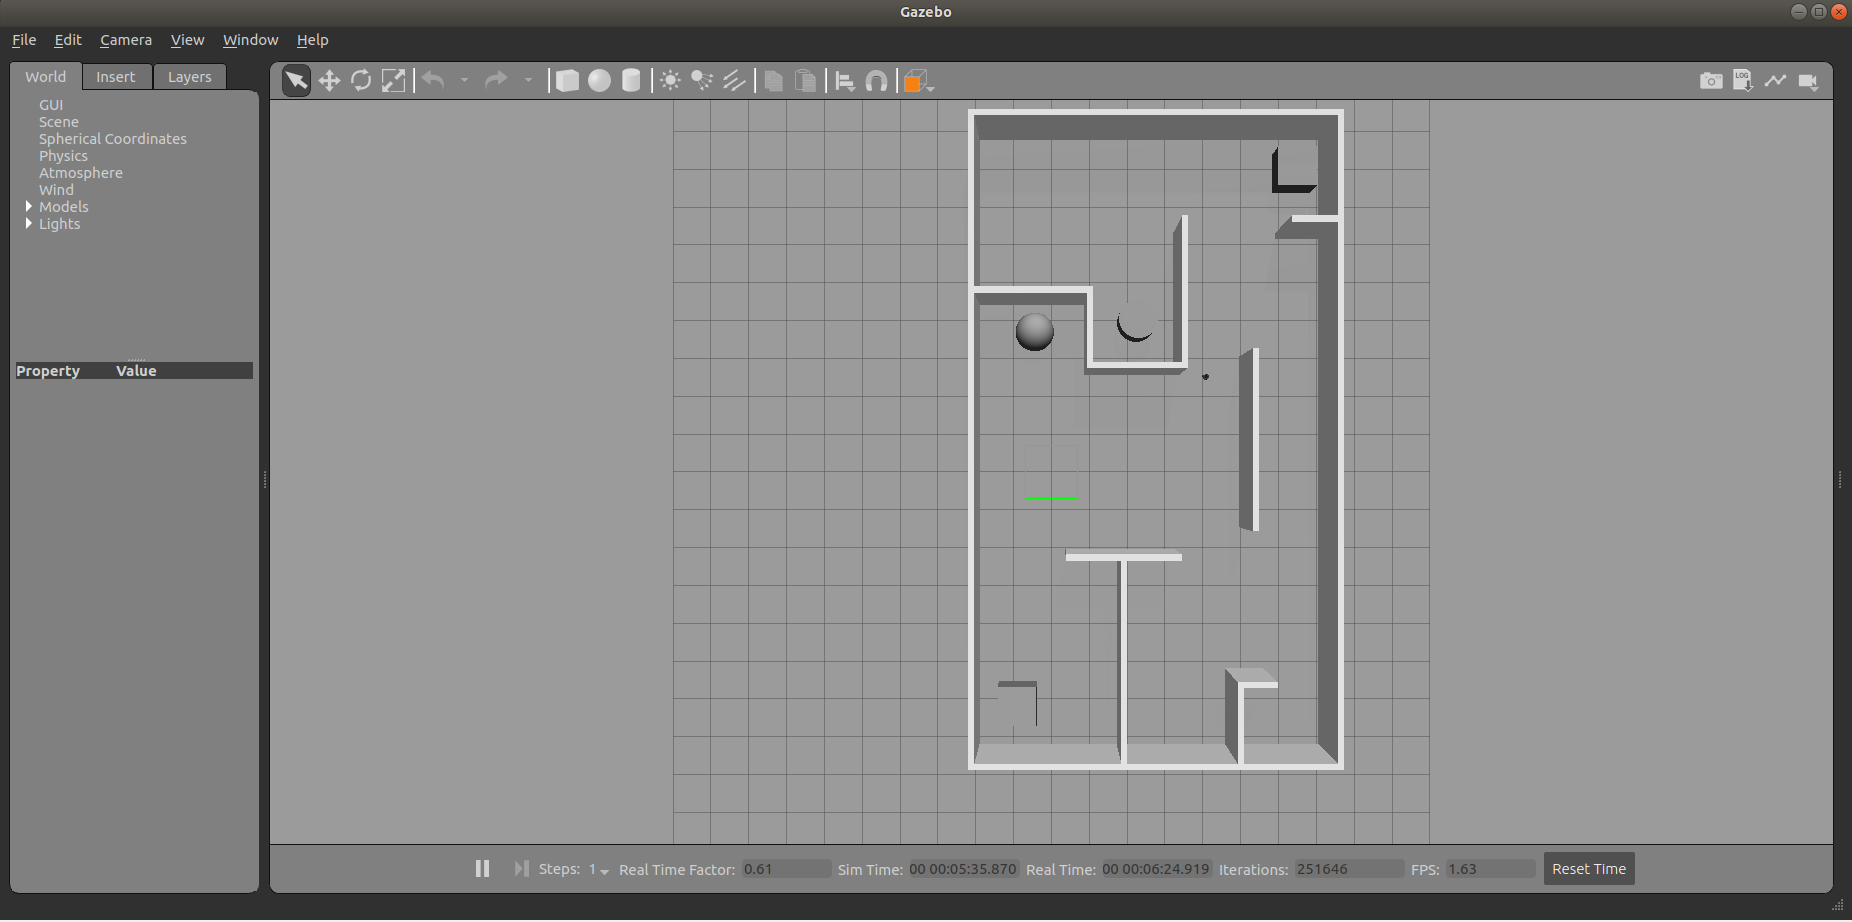 Gazebo
File Edit Camera View Window Help
World Insert Layers
LOG
GUI
Scene
Spherical Coordinates
Physics
Atmosphere
Wind
Models
Lights
Property Value
Steps: 1 Real Time Factor: 0.61 Sim Time: 00 00:05:35.870 Real Time: 00 00:06:24.919 Iterations: 251646 FPS: 1.63 Reset Time